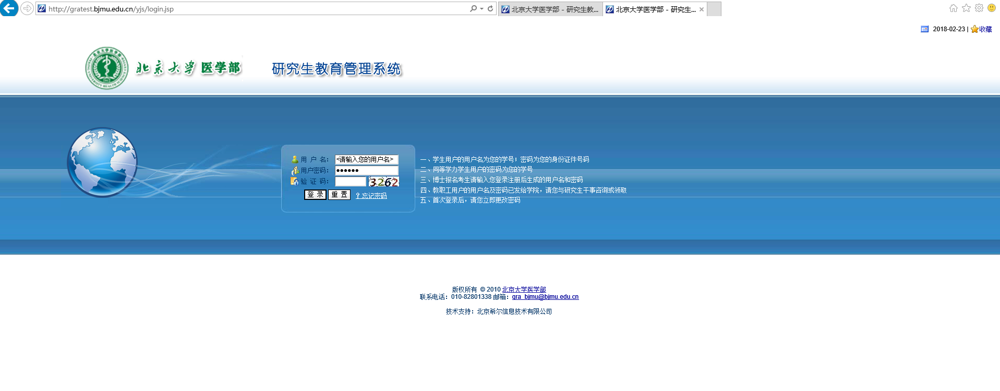 http://gratest.bjmu.edu.cn/yjs/login.jsp
北京大学医学部 - 研究生教...
北京大学医学部 - 研究生...
2018-02-23 | 收藏
北京大学医学部
研究生教育管理系统
用 户 名： <请输入您的用户名>
用户密码： ●●●●●●
验 证 码： 3262
登 录 重 置 ? 忘记密码
一、学生用户的用户名为您的学号；密码为您的身份证件号码
二、同等学力学生用户的密码为您的学号
三、博士报名考生请输入您登录注册后生成的用户名和密码
四、教职工用户的用户名及密码已发给学院，请您与研究生干事咨询或领取
五、首次登录后，请您立即更改密码
版权所有 © 2010 北京大学医学部
联系电话：010-82801338 邮箱：gra_bjmu@bjmu.edu.cn
技术支持：北京希尔信息技术有限公司